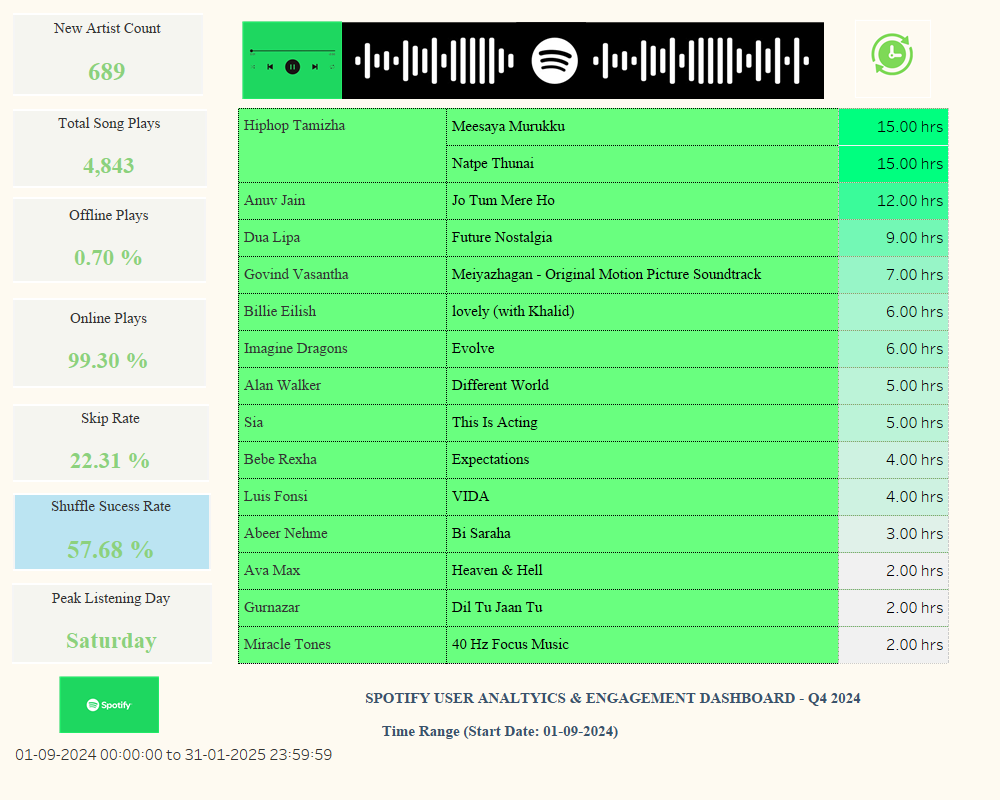 New Artist Count
689
Total Song Plays
4,843
Offline Plays
0.70 %
Online Plays
99.30 %
Skip Rate
22.31 %
Shuffle Sucess Rate
57.68 %
Peak Listening Day
Saturday
Hiphop Tamizha Meesaya Murukku 15.00 hrs
Natpe Thunai 15.00 hrs
Anuv Jain Jo Tum Mere Ho 12.00 hrs
Dua Lipa Future Nostalgia 9.00 hrs
Govind Vasantha Meiyazhagan - Original Motion Picture Soundtrack 7.00 hrs
Billie Eilish lovely (with Khalid) 6.00 hrs
Imagine Dragons Evolve 6.00 hrs
Alan Walker Different World 5.00 hrs
Sia This Is Acting 5.00 hrs
Bebe Rexha Expectations 4.00 hrs
Luis Fonsi VIDA 4.00 hrs
Abeer Nehme Bi Saraha 3.00 hrs
Ava Max Heaven & Hell 2.00 hrs
Gurnazar Dil Tu Jaan Tu 2.00 hrs
Miracle Tones 40 Hz Focus Music 2.00 hrs
Spotify
SPOTIFY USER ANALTYICS & ENGAGEMENT DASHBOARD - Q4 2024
Time Range (Start Date: 01-09-2024)
01-09-2024 00:00:00 to 31-01-2025 23:59:59